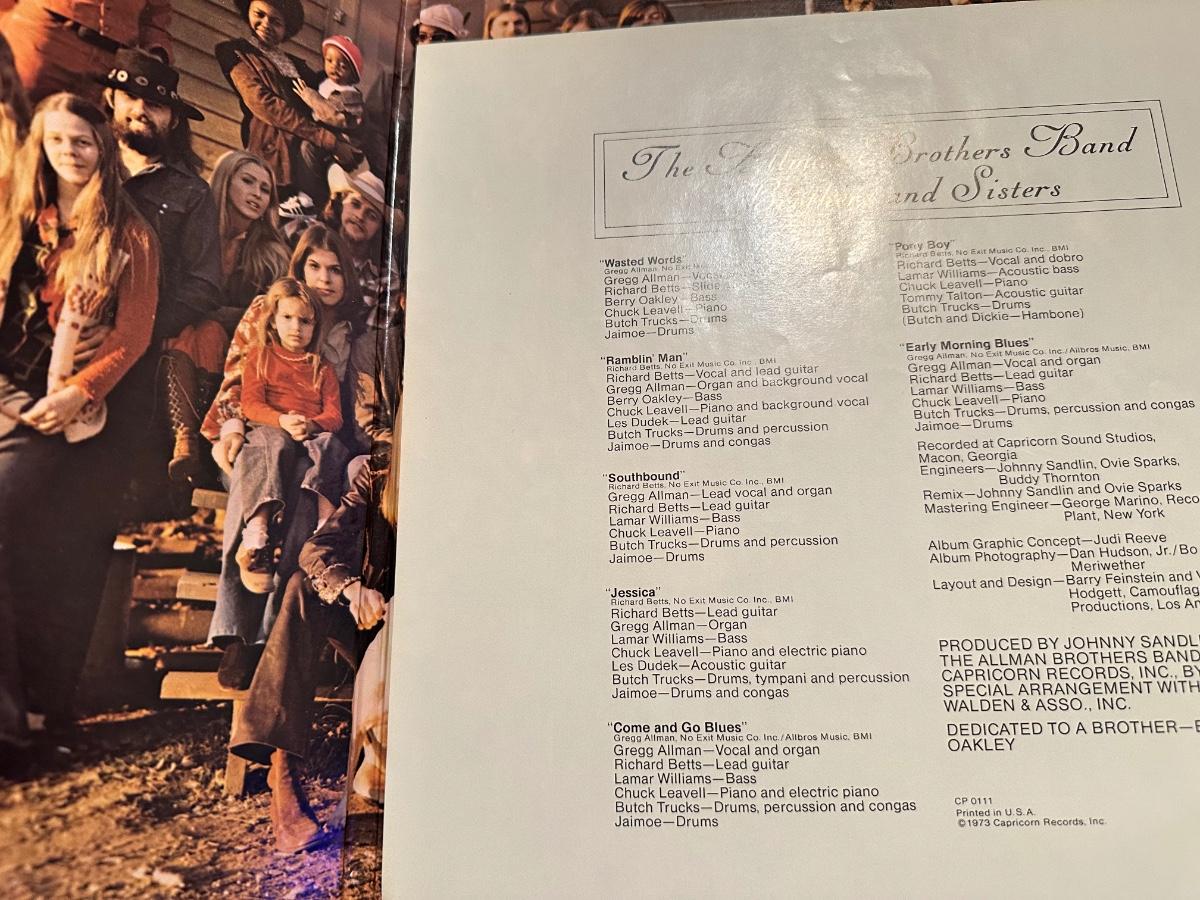 The Brothers Band
and Sisters
"Wasted Words"
Gregg Allman, No Exit
Gregg Allman—Vocal
Richard Betts—Slide
Berry Oakley—Bass
Chuck Leavell—Piano
Butch Trucks—Drums
Jaimoe—Drums
"Ramblin' Man"
Richard Betts, No Exit Music Co. Inc., BMI
Richard Betts—Vocal and lead guitar
Gregg Allman—Organ and background vocal
Berry Oakley—Bass
Chuck Leavell—Piano and background vocal
Les Dudek—Lead guitar
Butch Trucks—Drums and percussion
Jaimoe—Drums and congas
"Southbound"
Richard Betts, No Exit Music Co. Inc., BMI
Gregg Allman—Lead vocal and organ
Richard Betts—Lead guitar
Lamar Williams—Bass
Chuck Leavell—Piano
Butch Trucks—Drums and percussion
Jaimoe—Drums
"Jessica"
Richard Betts, No Exit Music Co. Inc., BMI
Richard Betts—Lead guitar
Gregg Allman—Organ
Lamar Williams—Bass
Chuck Leavell—Piano and electric piano
Les Dudek—Acoustic guitar
Butch Trucks—Drums, tympani and percussion
Jaimoe—Drums and congas
"Come and Go Blues"
Gregg Allman, No Exit Music Co. Inc./Allbros Music, BMI
Gregg Allman—Vocal and organ
Richard Betts—Lead guitar
Lamar Williams—Bass
Chuck Leavell—Piano and electric piano
Butch Trucks—Drums, percussion and congas
Jaimoe—Drums
"Pony Boy"
Richard Betts, No Exit Music Co. Inc., BMI
Richard Betts—Vocal and dobro
Lamar Williams—Acoustic bass
Chuck Leavell—Piano
Tommy Talton—Acoustic guitar
Butch Trucks—Drums
(Butch and Dickie—Hambone)
"Early Morning Blues"
Gregg Allman, No Exit Music Co. Inc./Allbros Music, BMI
Gregg Allman—Vocal and organ
Richard Betts—Lead guitar
Lamar Williams—Bass
Chuck Leavell—Piano
Butch Trucks—Drums, percussion and congas
Jaimoe—Drums
Recorded at Capricorn Sound Studios,
Macon, Georgia
Engineers—Johnny Sandlin, Ovie Sparks,
Buddy Thornton
Remix—Johnny Sandlin and Ovie Sparks
Mastering Engineer—George Marino, Reco
Plant, New York
Album Graphic Concept—Judi Reeve
Album Photography—Dan Hudson, Jr./Bo
Meriwether
Layout and Design—Barry Feinstein and
Hodgett, Camouflag
Productions, Los An
PRODUCED BY JOHNNY SANDL
THE ALLMAN BROTHERS BAND
CAPRICORN RECORDS, INC., BY
SPECIAL ARRANGEMENT WITH
WALDEN & ASSO., INC.
DEDICATED TO A BROTHER—
OAKLEY
CP 0111
Printed in U.S.A.
©1973 Capricorn Records, Inc.